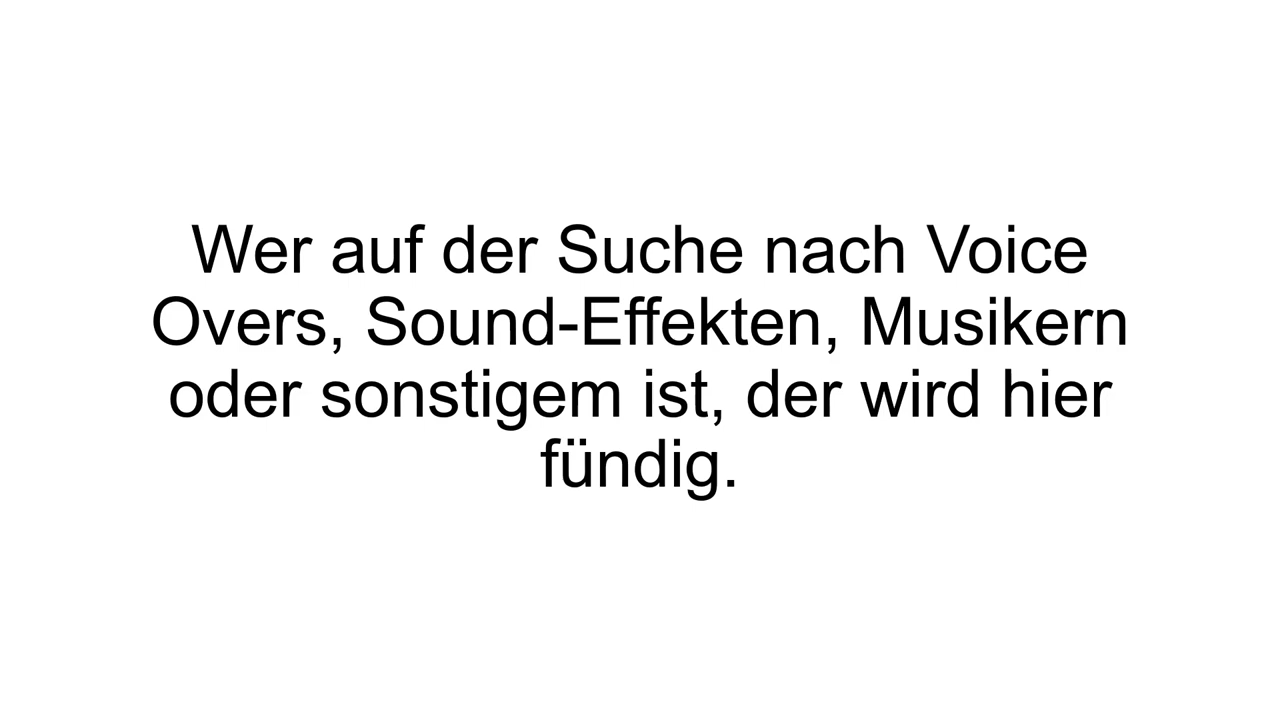 Wer auf der Suche nach Voice
Overs, Sound-Effekten, Musikern
oder sonstigem ist, der wird hier
fündig.